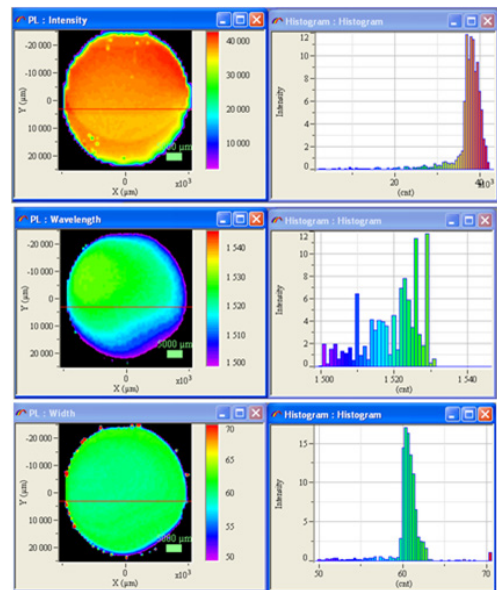 PL : Intensity
-20 000
-10 000
0
10 000
20 000
Y (µm)
0
X (µm)
x10³
40 000
30 000
20 000
10 000
Histogram : Histogram
12
10
8
6
4
2
0
Intensity
20
40
x10³
(cnt)
PL : Wavelength
-20 000
-10 000
0
10 000
20 000
Y (µm)
5000 µm
0
X (µm)
x10³
1 540
1 530
1 520
1 510
1 500
Histogram : Histogram
12
10
8
6
4
2
0
Intensity
1 500
1 520
1 540
(cnt)
PL : Width
-20 000
-10 000
0
10 000
20 000
Y (µm)
5000 µm
0
X (µm)
x10³
70
65
60
55
50
Histogram : Histogram
15
10
5
0
Intensity
50
60
70
(cnt)